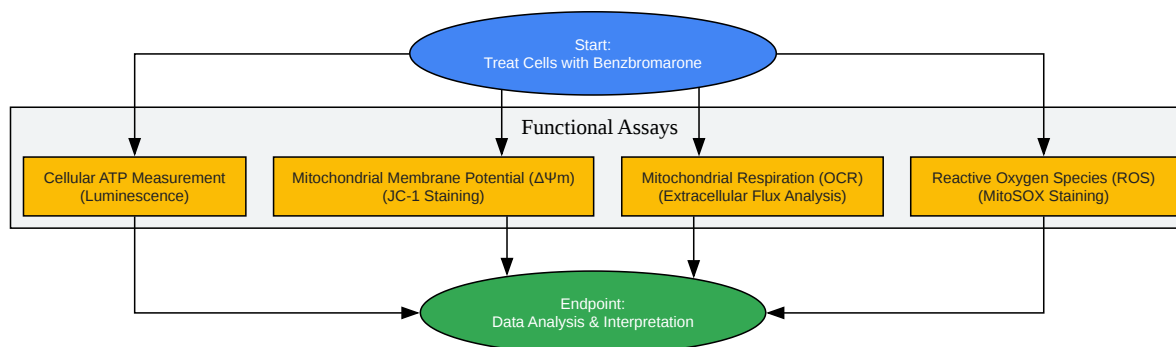 Start:
Treat Cells with Benzbromarone
Functional Assays
Cellular ATP Measurement
(Luminescence)
Mitochondrial Membrane Potential (ΔΨm)
(JC-1 Staining)
Mitochondrial Respiration (OCR)
(Extracellular Flux Analysis)
Reactive Oxygen Species (ROS)
(MitoSOX Staining)
Endpoint:
Data Analysis & Interpretation